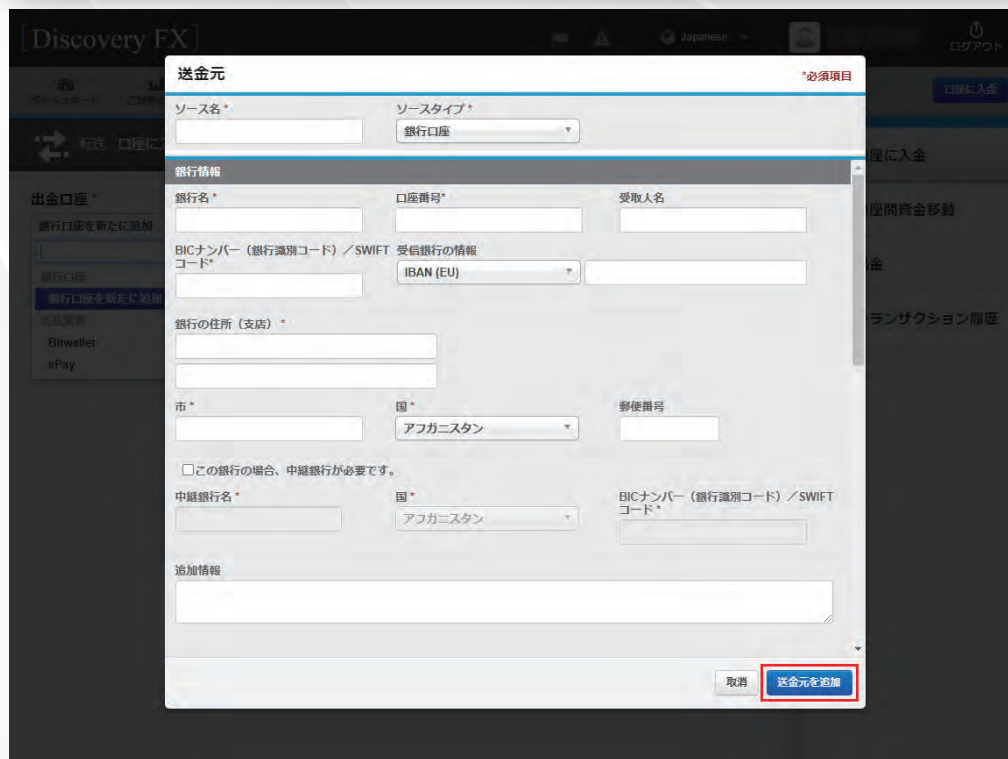 [Discovery FX]
Japanese
ログアウト
口座に入金
転送 口座に入
送金元
*必須項目
ソース名*
ソースタイプ*
銀行口座
銀行情報
銀行名*
口座番号*
受取人名
BICナンバー（銀行識別コード）／SWIFT
コード*
受信銀行の情報
IBAN (EU)
銀行の住所（支店）*
市*
国*
郵便番号
アフガニスタン
この銀行の場合、中継銀行が必要です。
中継銀行名*
国*
BICナンバー（銀行識別コード）／SWIFT
コード*
アフガニスタン
追加情報
取消
送金元を追加
出金口座*
銀行口座を新たに追加
銀行口座
銀行口座を新たに追加
Bitwallet
ePay
座に入金
座間資金移動
金
ランザクション履歴